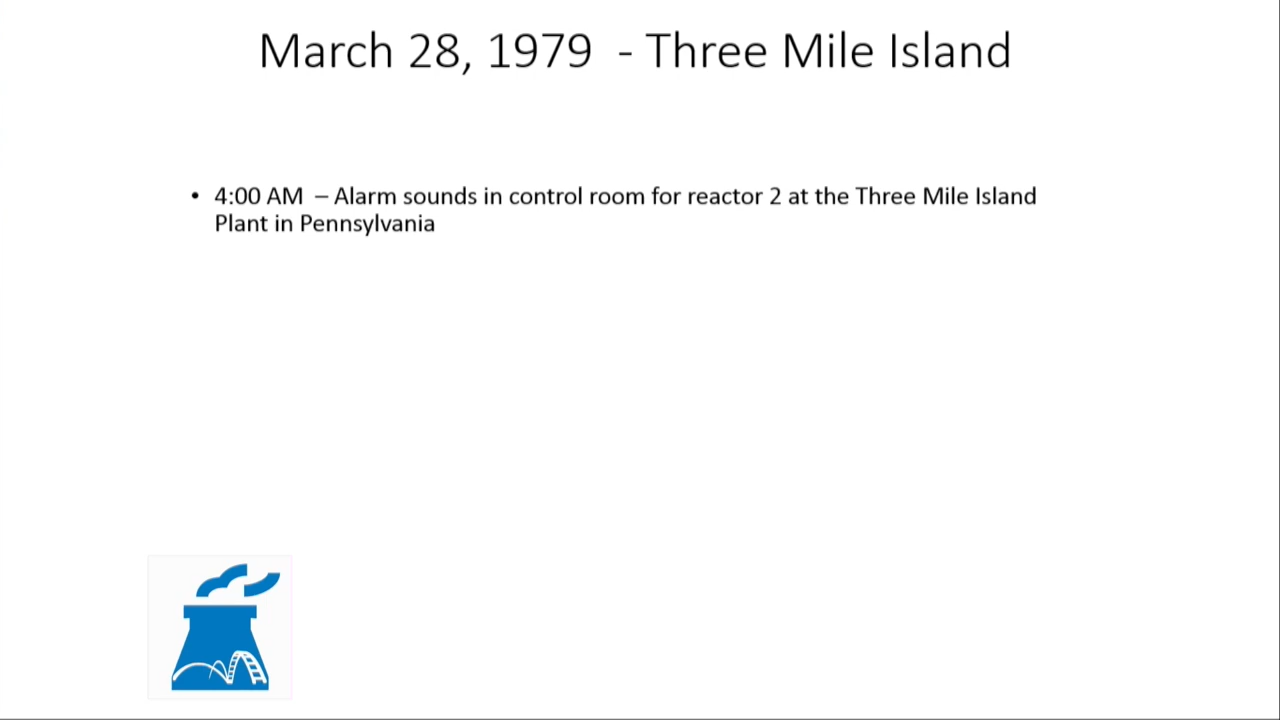 March 28, 1979  - Three Mile Island
• 4:00 AM  – Alarm sounds in control room for reactor 2 at the Three Mile Island
Plant in Pennsylvania